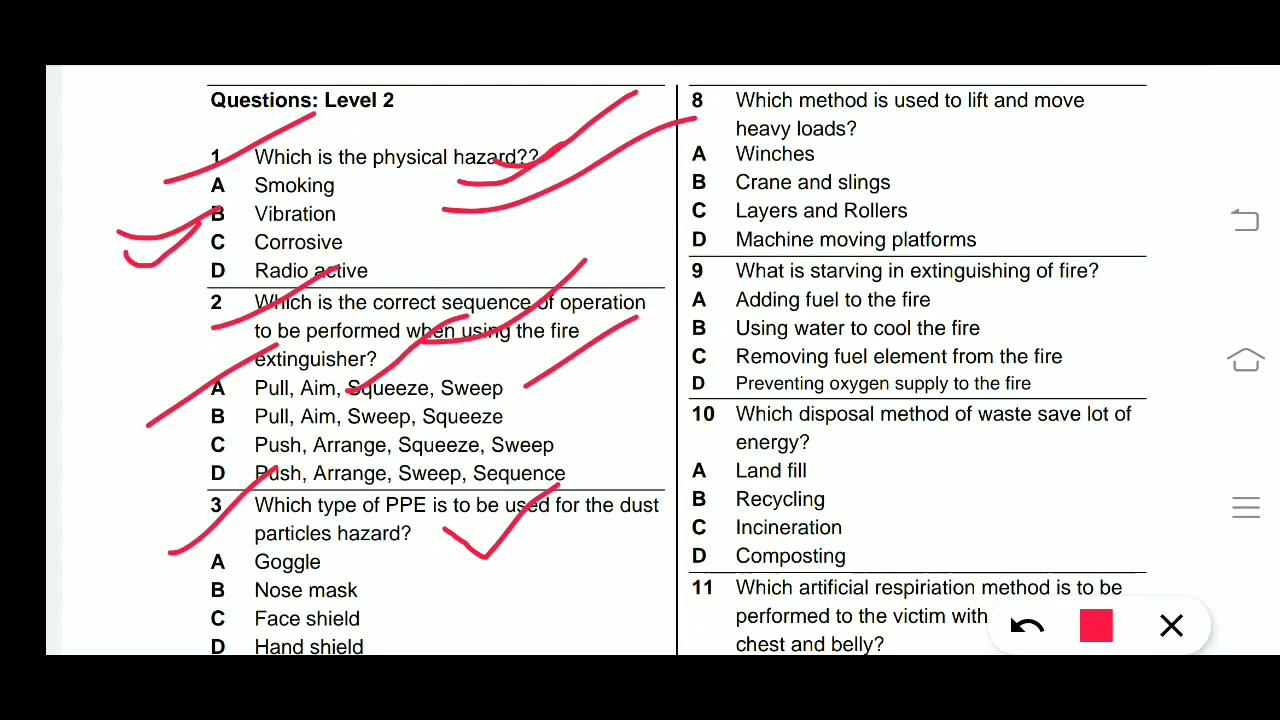 Questions: Level 2
1 Which is the physical hazard??
A Smoking
B Vibration
C Corrosive
D Radio active
2 Which is the correct sequence of operation
to be performed when using the fire
extinguisher?
A Pull, Aim, Squeeze, Sweep
B Pull, Aim, Sweep, Squeeze
C Push, Arrange, Squeeze, Sweep
D Push, Arrange, Sweep, Sequence
3 Which type of PPE is to be used for the dust
particles hazard?
A Goggle
B Nose mask
C Face shield
D Hand shield
8 Which method is used to lift and move
heavy loads?
A Winches
B Crane and slings
C Layers and Rollers
D Machine moving platforms
9 What is starving in extinguishing of fire?
A Adding fuel to the fire
B Using water to cool the fire
C Removing fuel element from the fire
D Preventing oxygen supply to the fire
10 Which disposal method of waste save lot of
energy?
A Land fill
B Recycling
C Incineration
D Composting
11 Which artificial respiriation method is to be
performed to the victim with
chest and belly?